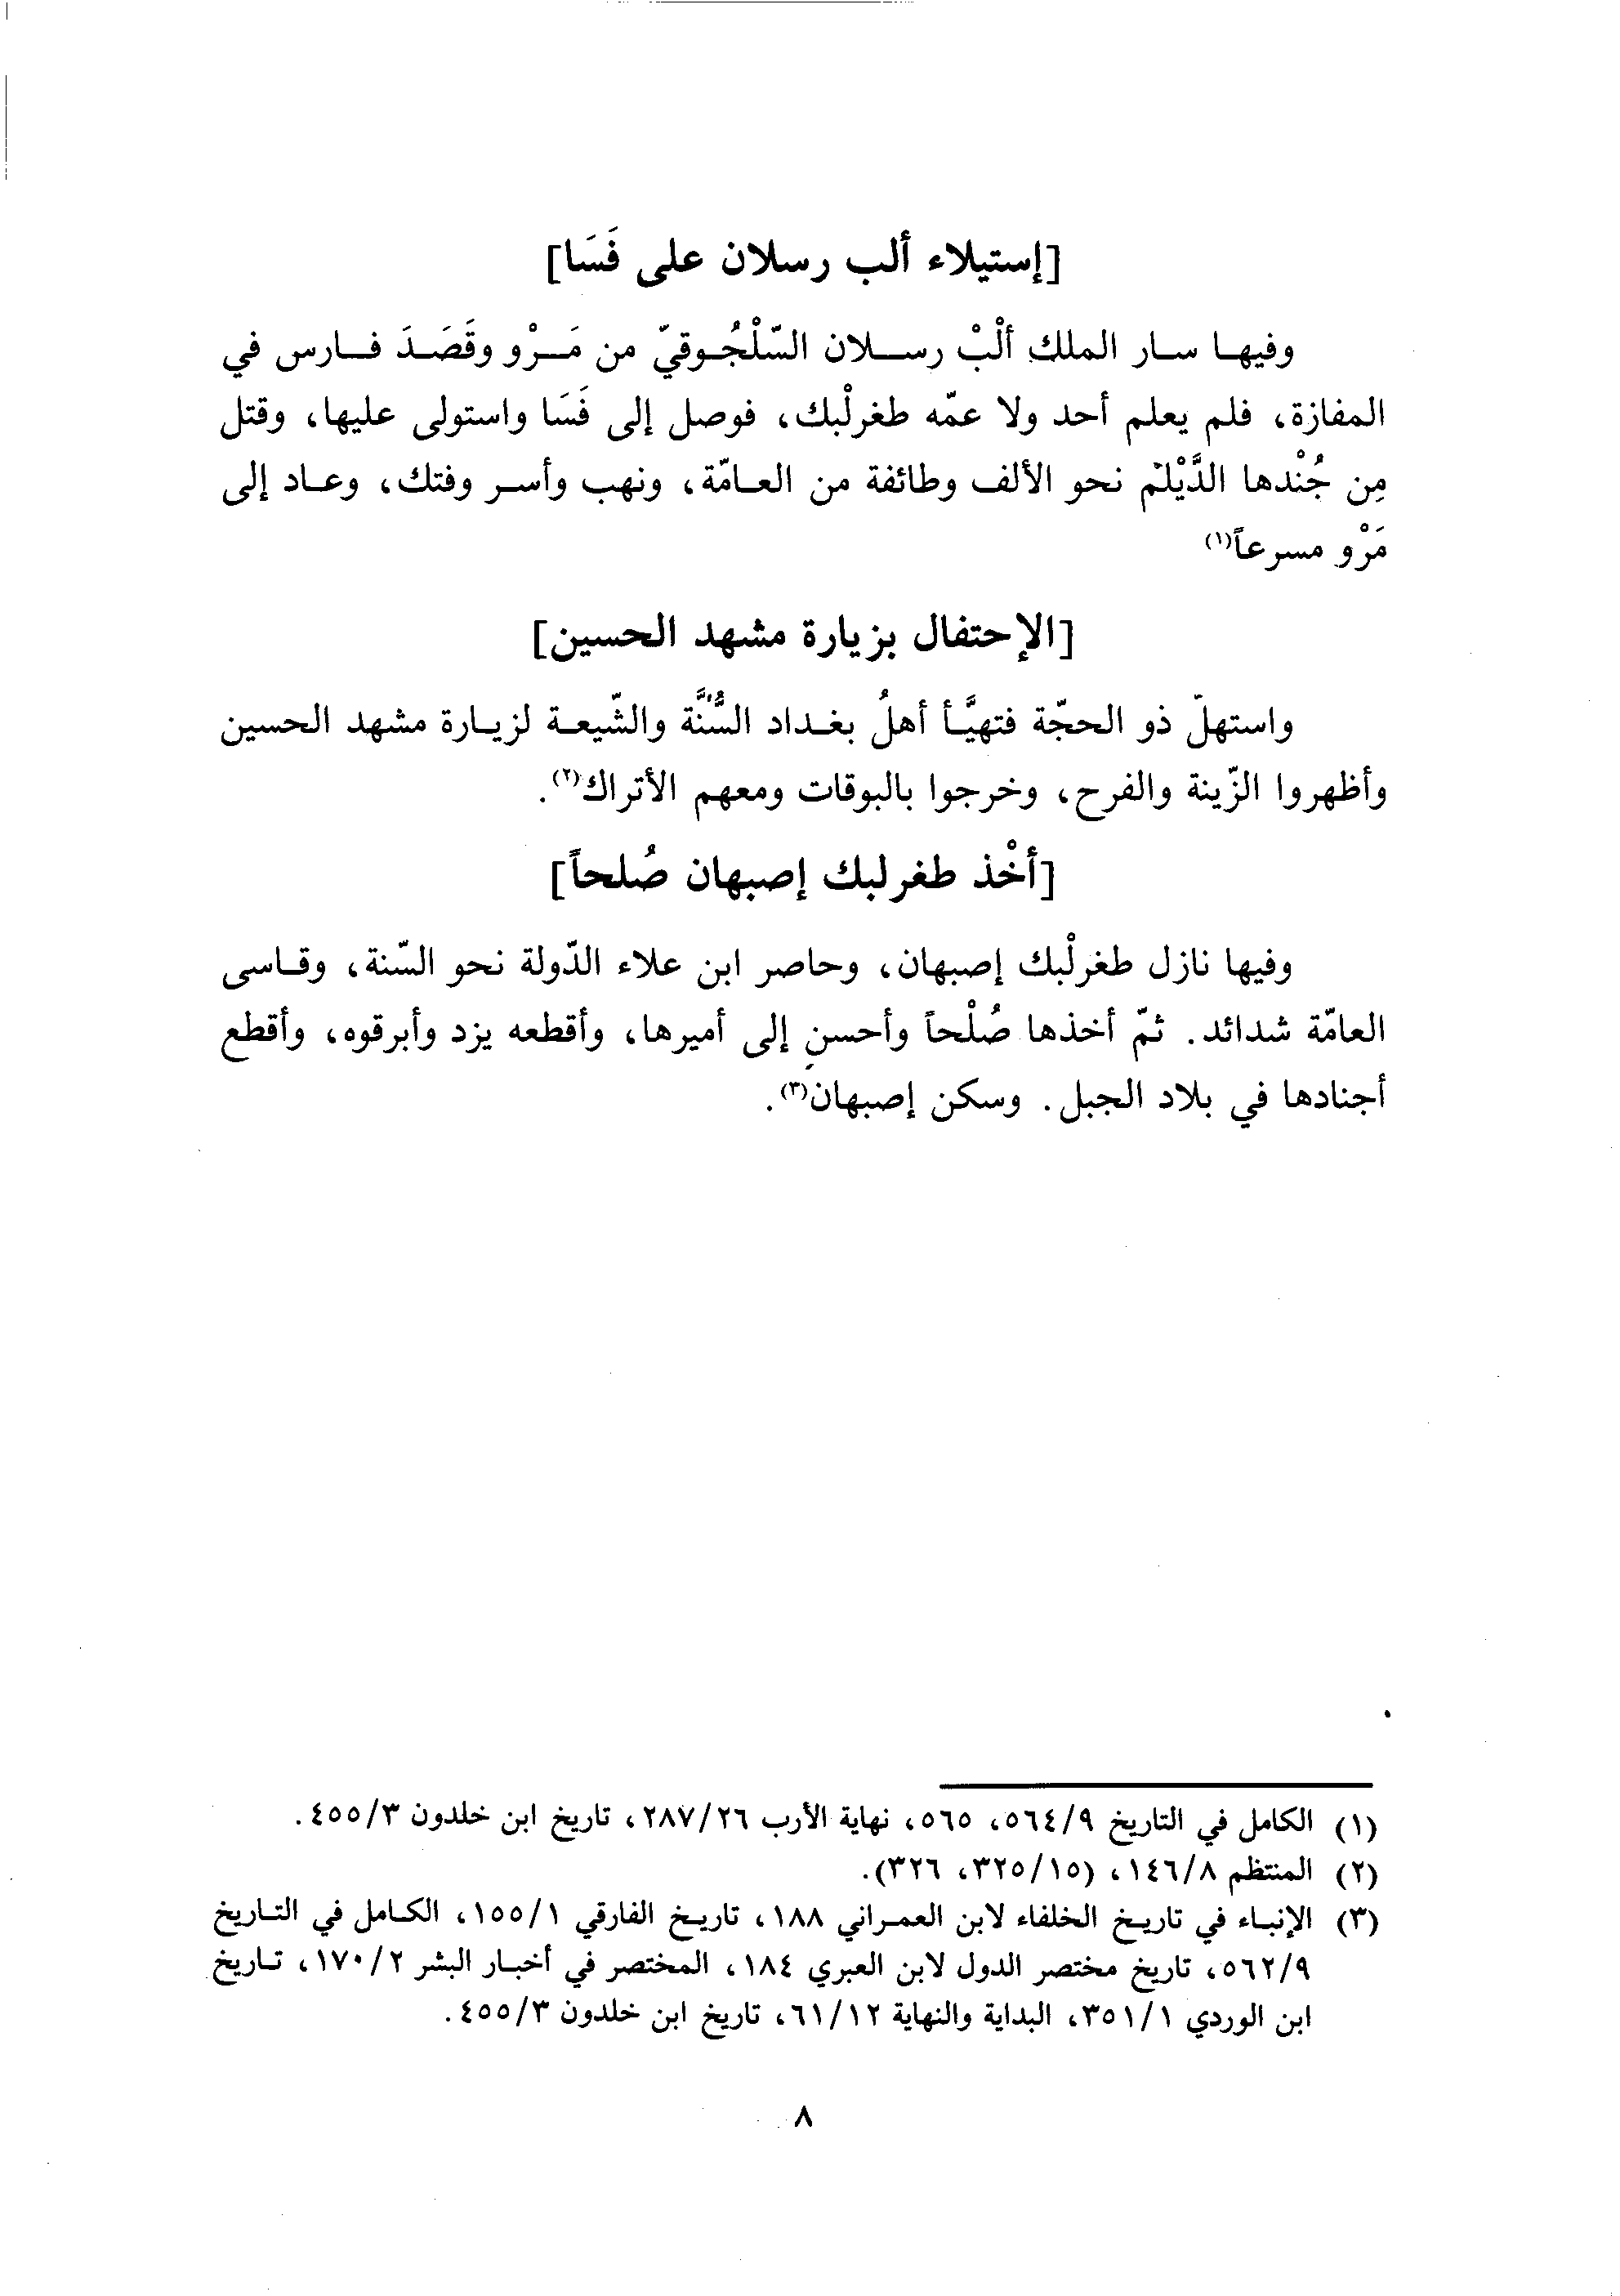 [إستيلاء ألب رسلان على فَسَا]
وفيها سار الملك ألْبْ رسلان السّلْجُوقيّ من مَرْو وقَصَدَ فارس في
المفازة، فلم يعلم أحد ولا عمّه طغرلْبك، فوصل إلى فَسَا واستولى عليها، وقتل
مِن جُنْدها الدَّيْلَم نحو الألف وطائفة من العامّة، ونهب وأسر وفتك، وعاد إلى
مَرْو مسرعاً(١)
[الإحتفال بزيارة مشهد الحسين]
واستهلّ ذو الحجّة فتهيَّأ أهلُ بغداد السُّنَّة والشّيعة لزيارة مشهد الحسين
وأظهروا الزّينة والفرح، وخرجوا بالبوقات ومعهم الأتراك(٢).
[أخْذ طغرلبك إصبهان صُلحاً]
وفيها نازل طغرلْبك إصبهان، وحاصر ابن علاء الدّولة نحو السّنة، وقاسى
العامّة شدائد. ثمّ أخذها صُلْحاً وأحسن إلى أميرها، وأقطعه يزد وأبرقوه، وأقطع
أجنادها في بلاد الجبل. وسكن إصبهان(٣).
(١) الكامل في التاريخ ٥٦٤/٩، ٥٦٥، نهاية الأرب ٢٨٧/٢٦، تاريخ ابن خلدون ٤٥٥/٣.
(٢) المنتظم ١٤٦/٨، (٣٢٥/١٥، ٣٢٦).
(٣) الإنباء في تاريخ الخلفاء لابن العمراني ١٨٨، تاريخ الفارقي ١٥٥/١، الكامل في التاريخ
٥٦٢/٩، تاريخ مختصر الدول لابن العبري ١٨٤، المختصر في أخبار البشر ١٧٠/٢، تاريخ
ابن الوردي ٣٥١/١، البداية والنهاية ٦١/١٢، تاريخ ابن خلدون ٤٥٥/٣.
٨